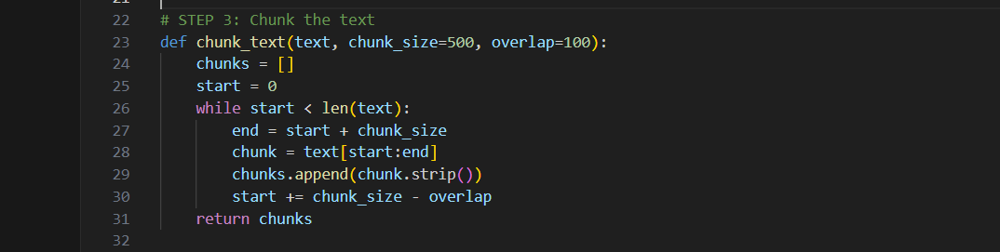 22 # STEP 3: Chunk the text
23 def chunk_text(text, chunk_size=500, overlap=100):
24     chunks = []
25     start = 0
26     while start < len(text):
27         end = start + chunk_size
28         chunk = text[start:end]
29         chunks.append(chunk.strip())
30         start += chunk_size - overlap
31     return chunks
32